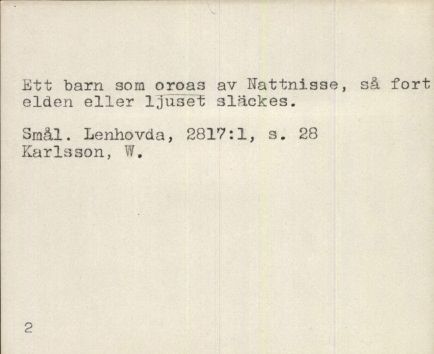 Ett barn som oroas av Nattnisse, så fort
elden eller ljuset släckes.
Smål. Lenhovda, 2817:1, s. 28
Karlsson, W.
2